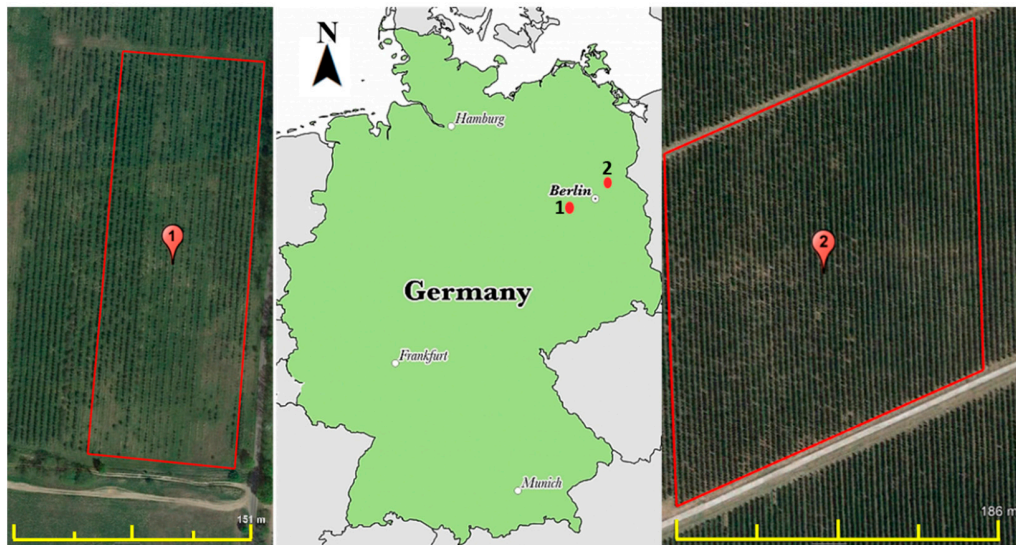 1
151 m
N
Hamburg
2
Berlin
1
Germany
Frankfurt
Munich
2
186 m